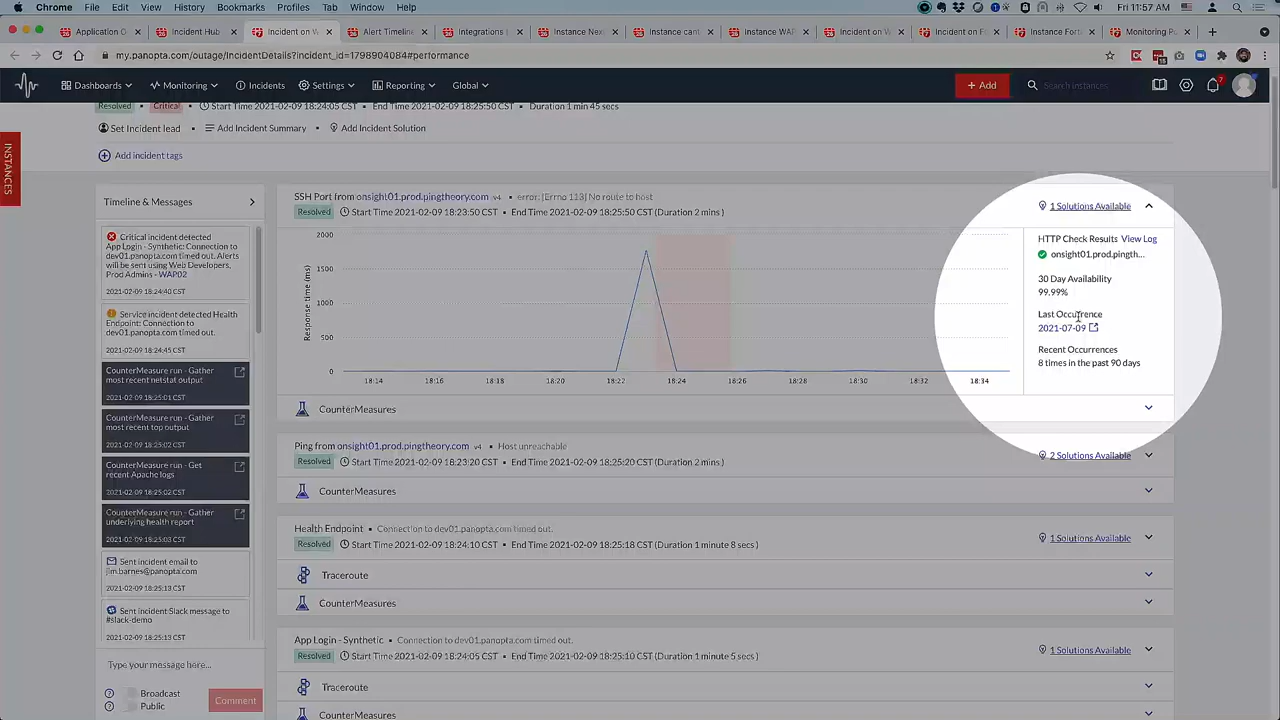 Chrome File Edit View History Bookmarks Profiles Tab Window Help
Fri 11:57 AM
Application O
Incident Hub
Incident on V
Alert Timeline
Integrations
Instance Nex
Instance cant
Instance WAP
Incident on W
Incident on F
Instance Fort
Monitoring P
my.panopta.com/outage/IncidentDetails?incident_id=1798904084#performance
Dashboards Monitoring Incidents Settings Reporting Global
+ Add
Search Instances
7
INSTANCES
Resolved Critical Start Time 2021-02-09 18:24:05 CST • End Time 2021-02-09 18:25:50 CST • Duration 1 min 45 secs
Set Incident lead • Add Incident Summary • Add Incident Solution
Add incident tags
Timeline & Messages
Critical incident detected
App Login - Synthetic: Connection to
dev01.panopta.com timed out. Alerts
will be sent using Web Developers,
Prod Admins - WAP02
2021-02-09 18:24:40 CST
Service incident detected Health
Endpoint: Connection to
dev01.panopta.com timed out.
2021-02-09 18:24:45 CST
CounterMeasure run - Gather
most recent netstat output
2021-02-09 18:25:01 CST
CounterMeasure run - Gather
most recent top output
2021-02-09 18:25:02 CST
CounterMeasure run - Get
recent Apache logs
2021-02-09 18:25:02 CST
CounterMeasure run - Gather
underlying health report
2021-02-09 18:25:03 CST
Sent incident email to
jim.barnes@panopta.com
2021-02-09 18:25:13 CST
Sent incident Slack message to
#slack-demo
2021-02-09 18:25:13 CST
Type your message here...
Broadcast
Public
Comment
SSH Port from onsight01.prod.pingtheory.com v4 • error: [Errno 113] No route to host
Resolved Start Time 2021-02-09 18:23:50 CST • End Time 2021-02-09 18:25:50 CST (Duration 2 mins )
1 Solutions Available
Response time (ms)
2000
1500
1000
500
0
18:14 18:16 18:18 18:20 18:22 18:24 18:26 18:28 18:30 18:32 18:34
HTTP Check Results View Log
onsight01.prod.pingth...
30 Day Availability
99.99%
Last Occurrence
2021-07-09
Recent Occurrences
8 times in the past 90 days
CounterMeasures
Ping from onsight01.prod.pingtheory.com v4 • Host unreachable
Resolved Start Time 2021-02-09 18:23:20 CST • End Time 2021-02-09 18:25:20 CST (Duration 2 mins )
2 Solutions Available
CounterMeasures
Health Endpoint • Connection to dev01.panopta.com timed out.
Resolved Start Time 2021-02-09 18:24:10 CST • End Time 2021-02-09 18:25:18 CST (Duration 1 minute 8 secs )
1 Solutions Available
Traceroute
CounterMeasures
App Login - Synthetic • Connection to dev01.panopta.com timed out.
Resolved Start Time 2021-02-09 18:24:05 CST • End Time 2021-02-09 18:25:10 CST (Duration 1 minute 5 secs )
1 Solutions Available
Traceroute
CounterMeasures